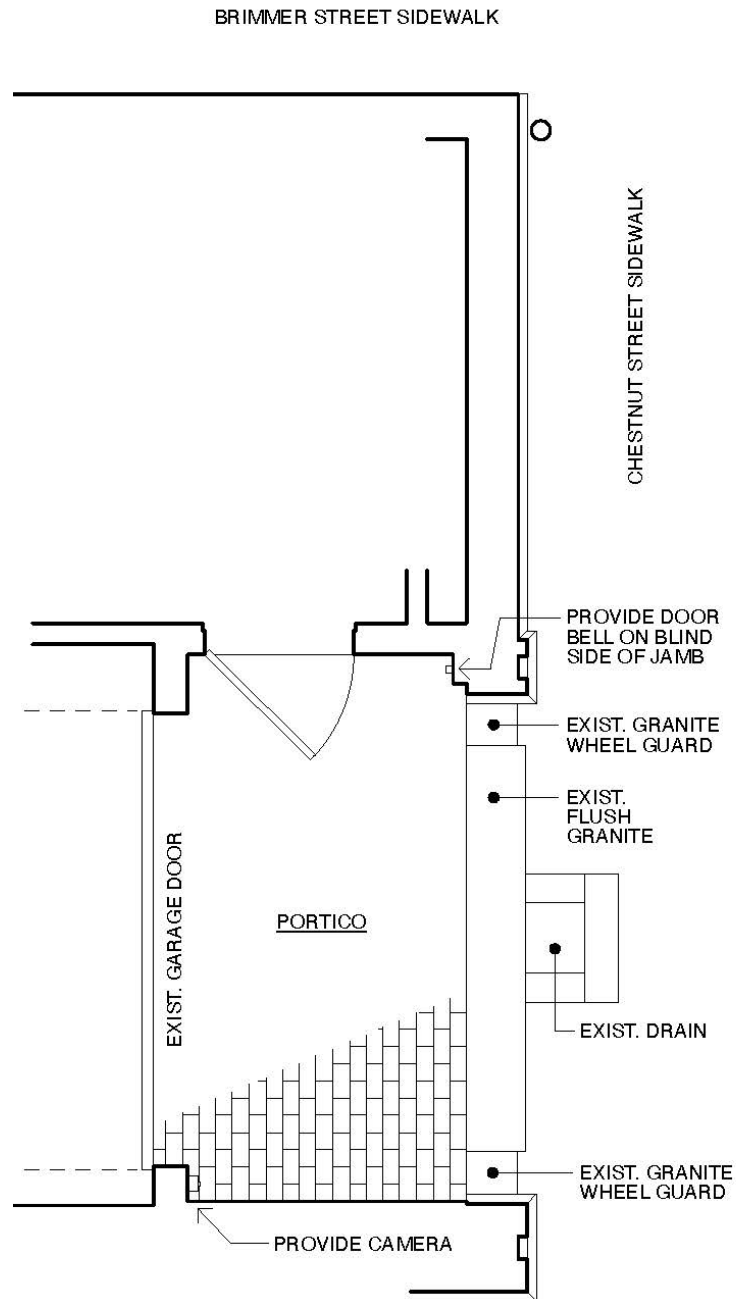 BRIMMER STREET SIDEWALK
CHESTNUT STREET SIDEWALK
PROVIDE DOOR
BELL ON BLIND
SIDE OF JAMB
EXIST. GRANITE
WHEEL GUARD
EXIST.
FLUSH
GRANITE
EXIST. GARAGE DOOR
PORTICO
EXIST. DRAIN
EXIST. GRANITE
WHEEL GUARD
PROVIDE CAMERA